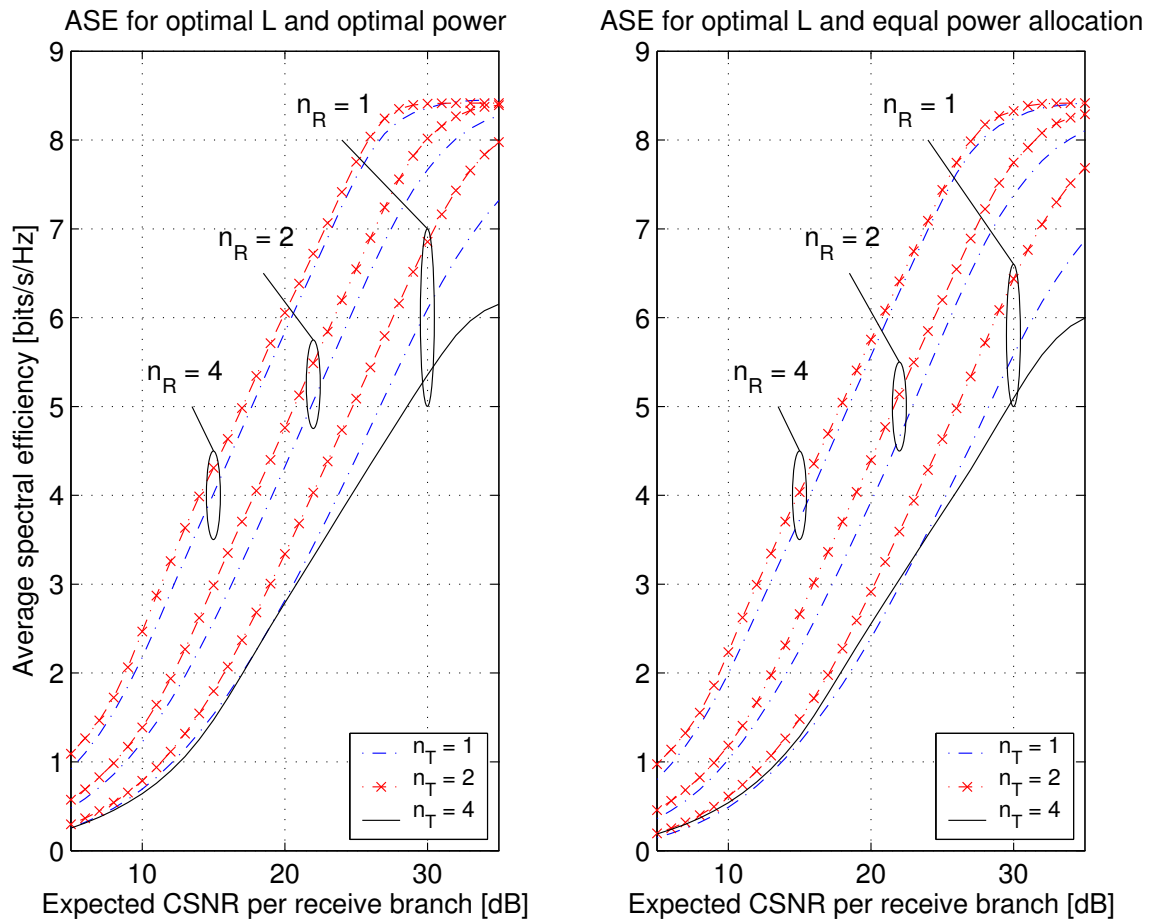 ASE for optimal L and optimal power
9
8
7
6
5
4
3
2
1
0
10
20
30
Average spectral efficiency [bits/s/Hz]
Expected CSNR per receive branch [dB]
n_R = 1
n_R = 2
n_R = 4
n_T = 1
n_T = 2
n_T = 4
ASE for optimal L and equal power allocation
9
8
7
6
5
4
3
2
1
0
10
20
30
Expected CSNR per receive branch [dB]
n_R = 1
n_R = 2
n_R = 4
n_T = 1
n_T = 2
n_T = 4